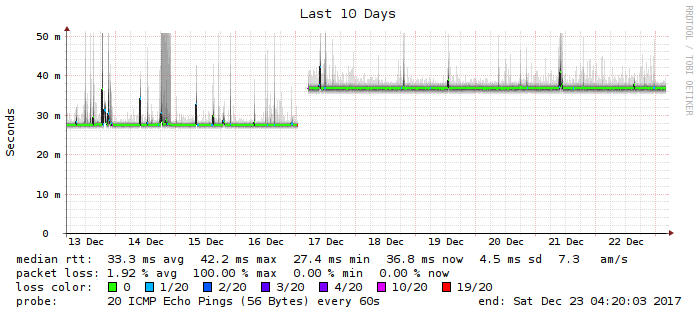 Last 10 Days
RRDTOOL / TOBI OETIKER
Seconds
50 m
40 m
30 m
20 m
10 m
0
13 Dec 14 Dec 15 Dec 16 Dec 17 Dec 18 Dec 19 Dec 20 Dec 21 Dec 22 Dec
median rtt: 33.3 ms avg 42.2 ms max 27.4 ms min 36.8 ms now 4.5 ms sd 7.3 am/s
packet loss: 1.92 % avg 100.00 % max 0.00 % min 0.00 % now
loss color: 0 1/20 2/20 3/20 4/20 10/20 19/20
probe: 20 ICMP Echo Pings (56 Bytes) every 60s end: Sat Dec 23 04:20:03 2017